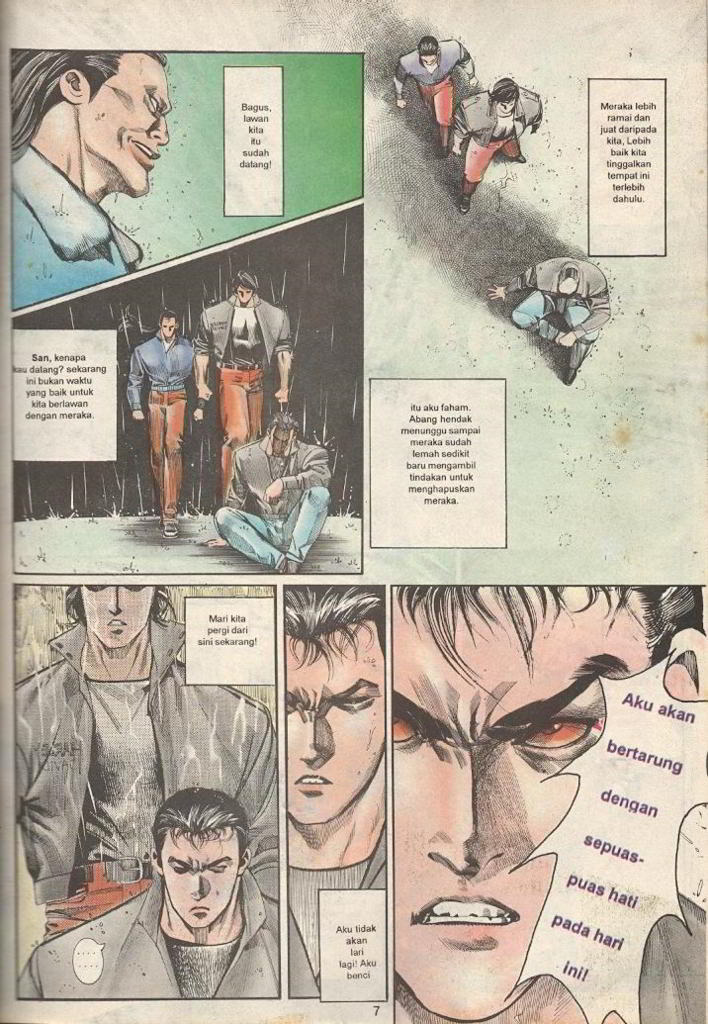 Bagus,
lawan
kita
itu
sudah
datang!
Meraka lebih
ramai dan
juat daripada
kita, Lebih
baik kita
tinggalkan
tempat ini
terlebih
dahulu.
San, kenapa
kau dalang? sekarang
ini bukan waktu
yang baik untuk
kita berlawan
dengan meraka.
itu aku faham.
Abang hendak
menunggu sampai
meraka sudah
lemah sedikit
baru mengambil
tindakan untuk
menghapuskan
meraka.
Mari kita
pergi dari
sini sekarang!
.....
.....
Aku tidak
akan
lari
lagi! Aku
benci
Aku akan
bertarung
dengan
sepuas-
puas hati
pada hari
ini!
7